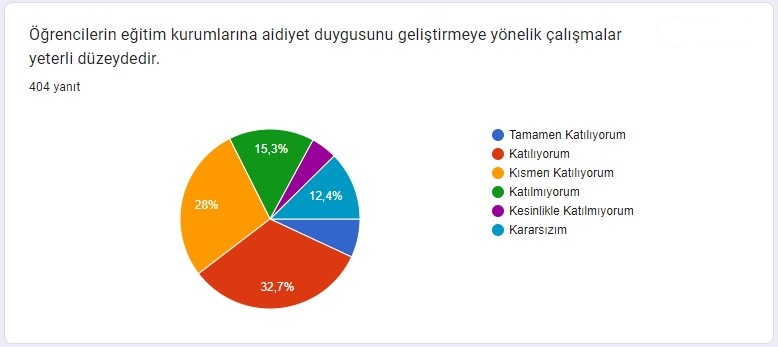 Öğrencilerin eğitim kurumlarına aidiyet duygusunu geliştirmeye yönelik çalışmalar
yeterli düzeydedir.
404 yanıt
Tamamen Katılıyorum
Katılıyorum
Kısmen Katılıyorum
Katılmıyorum
Kesinlikle Katılmıyorum
Kararsızım
15,3%
12,4%
28%
32,7%